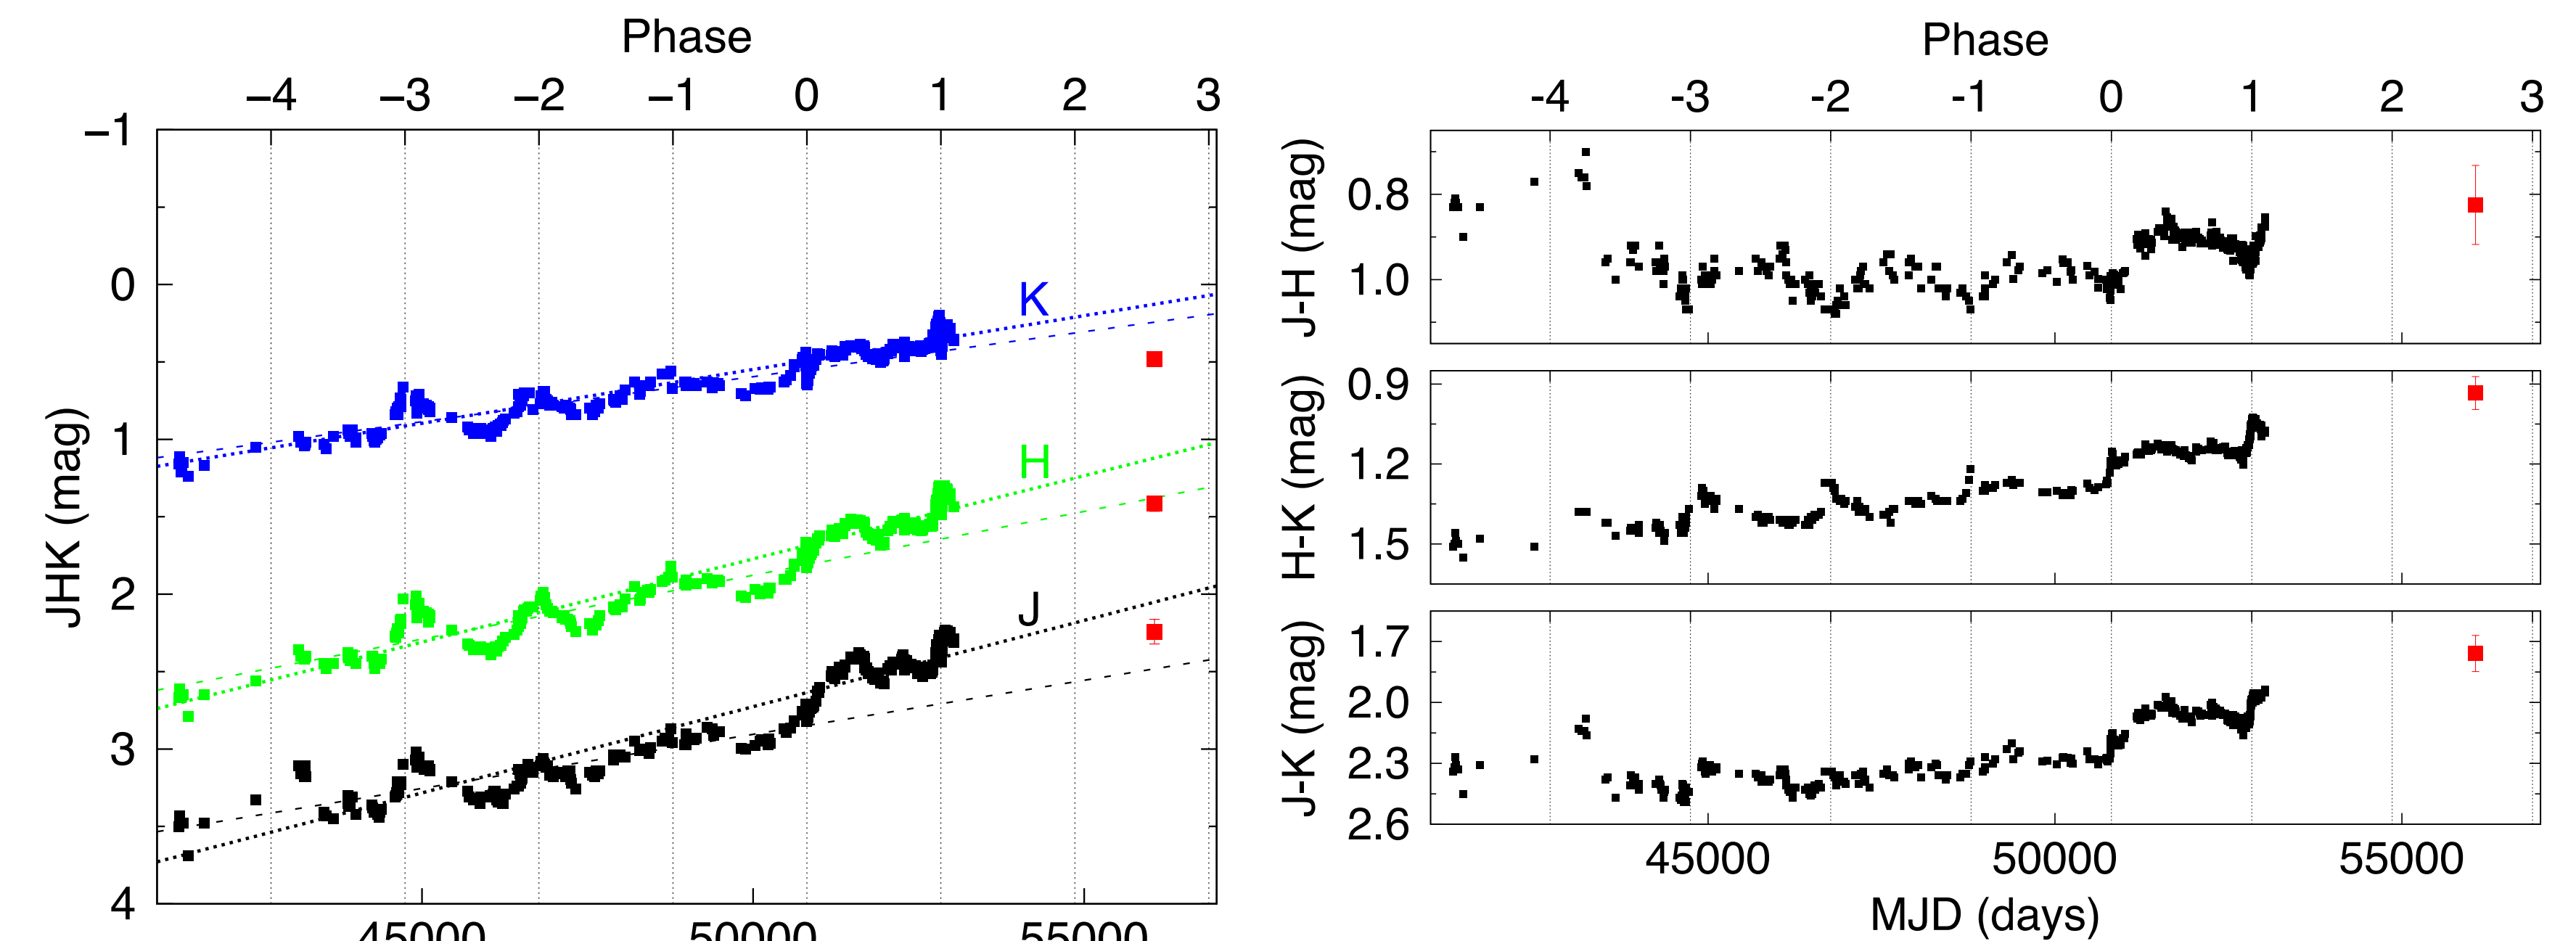 Phase
−4 −3 −2 −1 0 1 2 3
−1
0
1
2
3
4
JHK (mag)
K
H
J
45000 50000 55000
Phase
-4 -3 -2 -1 0 1 2 3
J-H (mag)
0.8
1.0
H-K (mag)
0.9
1.2
1.5
J-K (mag)
1.7
2.0
2.3
2.6
45000 50000 55000
MJD (days)